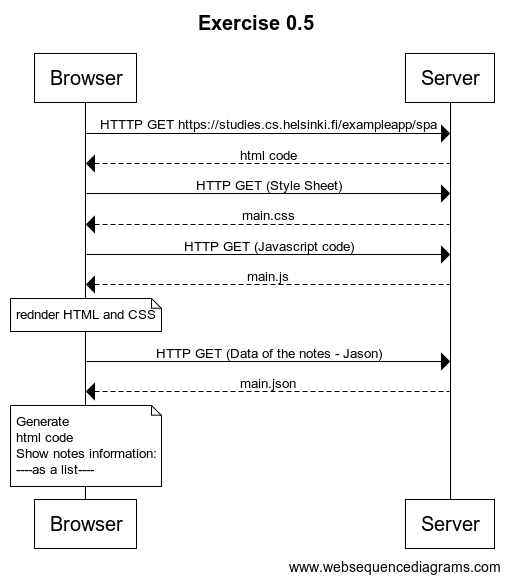 Exercise 0.5
Browser
Server
HTTTP GET https://studies.cs.helsinki.fi/exampleapp/spa
html code
HTTP GET (Style Sheet)
main.css
HTTP GET (Javascript code)
main.js
rednder HTML and CSS
HTTP GET (Data of the notes - Jason)
main.json
Generate
html code
Show notes information:
----as a list----
Browser
Server
www.websequencediagrams.com